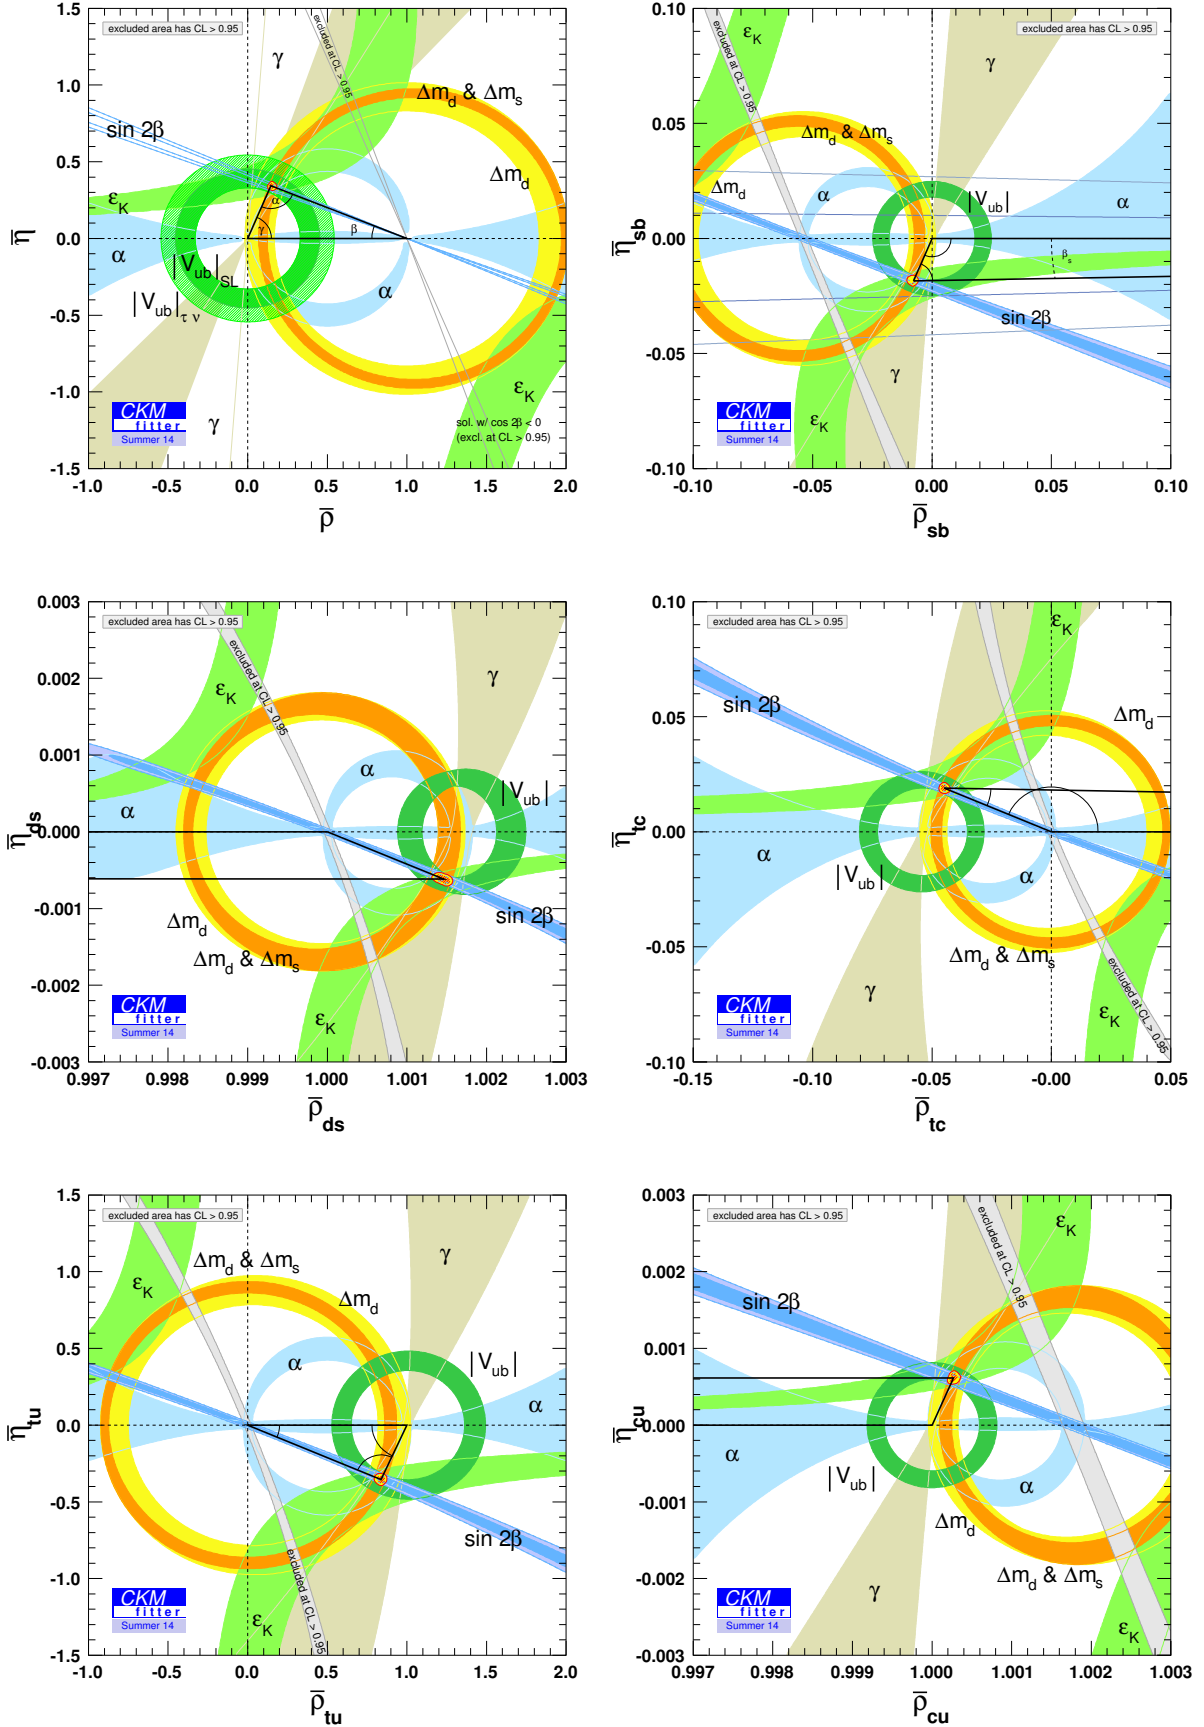 excluded area has CL > 0.95
excluded at CL > 0.95
γ
Δm_d & Δm_s
sin 2β
Δm_d
ε_K
α
α
γ
β
α
|V_ub|_SL
|V_ub|_τ ν
ε_K
γ
sol. w/ cos 2β < 0
(excl. at CL > 0.95)
CKM
fitter
Summer 14
1.5
1.0
0.5
0.0
-0.5
-1.0
-1.5
η̄
-1.0 -0.5 0.0 0.5 1.0 1.5 2.0
ρ̄
excluded area has CL > 0.95
excluded at CL > 0.95
ε_K
γ
Δm_d & Δm_s
Δm_d
α
|V_ub|
α
β_s
sin 2β
γ
ε_K
CKM
fitter
Summer 14
0.10
0.05
0.00
-0.05
-0.10
η̄_sb
-0.10 -0.05 0.00 0.05 0.10
ρ̄_sb
excluded area has CL > 0.95
excluded at CL > 0.95
ε_K
γ
α
|V_ub|
α
sin 2β
Δm_d
Δm_d & Δm_s
ε_K
CKM
fitter
Summer 14
0.003
0.002
0.001
0.000
-0.001
-0.002
-0.003
η̄_ds
0.997 0.998 0.999 1.000 1.001 1.002 1.003
ρ̄_ds
excluded area has CL > 0.95
ε_K
sin 2β
Δm_d
α
α
|V_ub|
Δm_d & Δm_s
γ
ε_K
excluded at CL > 0.95
CKM
fitter
Summer 14
0.10
0.05
0.00
-0.05
-0.10
η̄_tc
-0.15 -0.10 -0.05 -0.00 0.05
ρ̄_tc
excluded area has CL > 0.95
Δm_d & Δm_s
ε_K
Δm_d
γ
α
|V_ub|
α
sin 2β
excluded at CL > 0.95
ε_K
CKM
fitter
Summer 14
1.5
1.0
0.5
0.0
-0.5
-1.0
-1.5
η̄_tu
-1.0 -0.5 0.0 0.5 1.0 1.5 2.0
ρ̄_tu
excluded area has CL > 0.95
excluded at CL > 0.95
ε_K
sin 2β
α
|V_ub|
α
Δm_d
Δm_d & Δm_s
γ
ε_K
CKM
fitter
Summer 14
0.003
0.002
0.001
0.000
-0.001
-0.002
-0.003
η̄_cu
0.997 0.998 0.999 1.000 1.001 1.002 1.003
ρ̄_cu